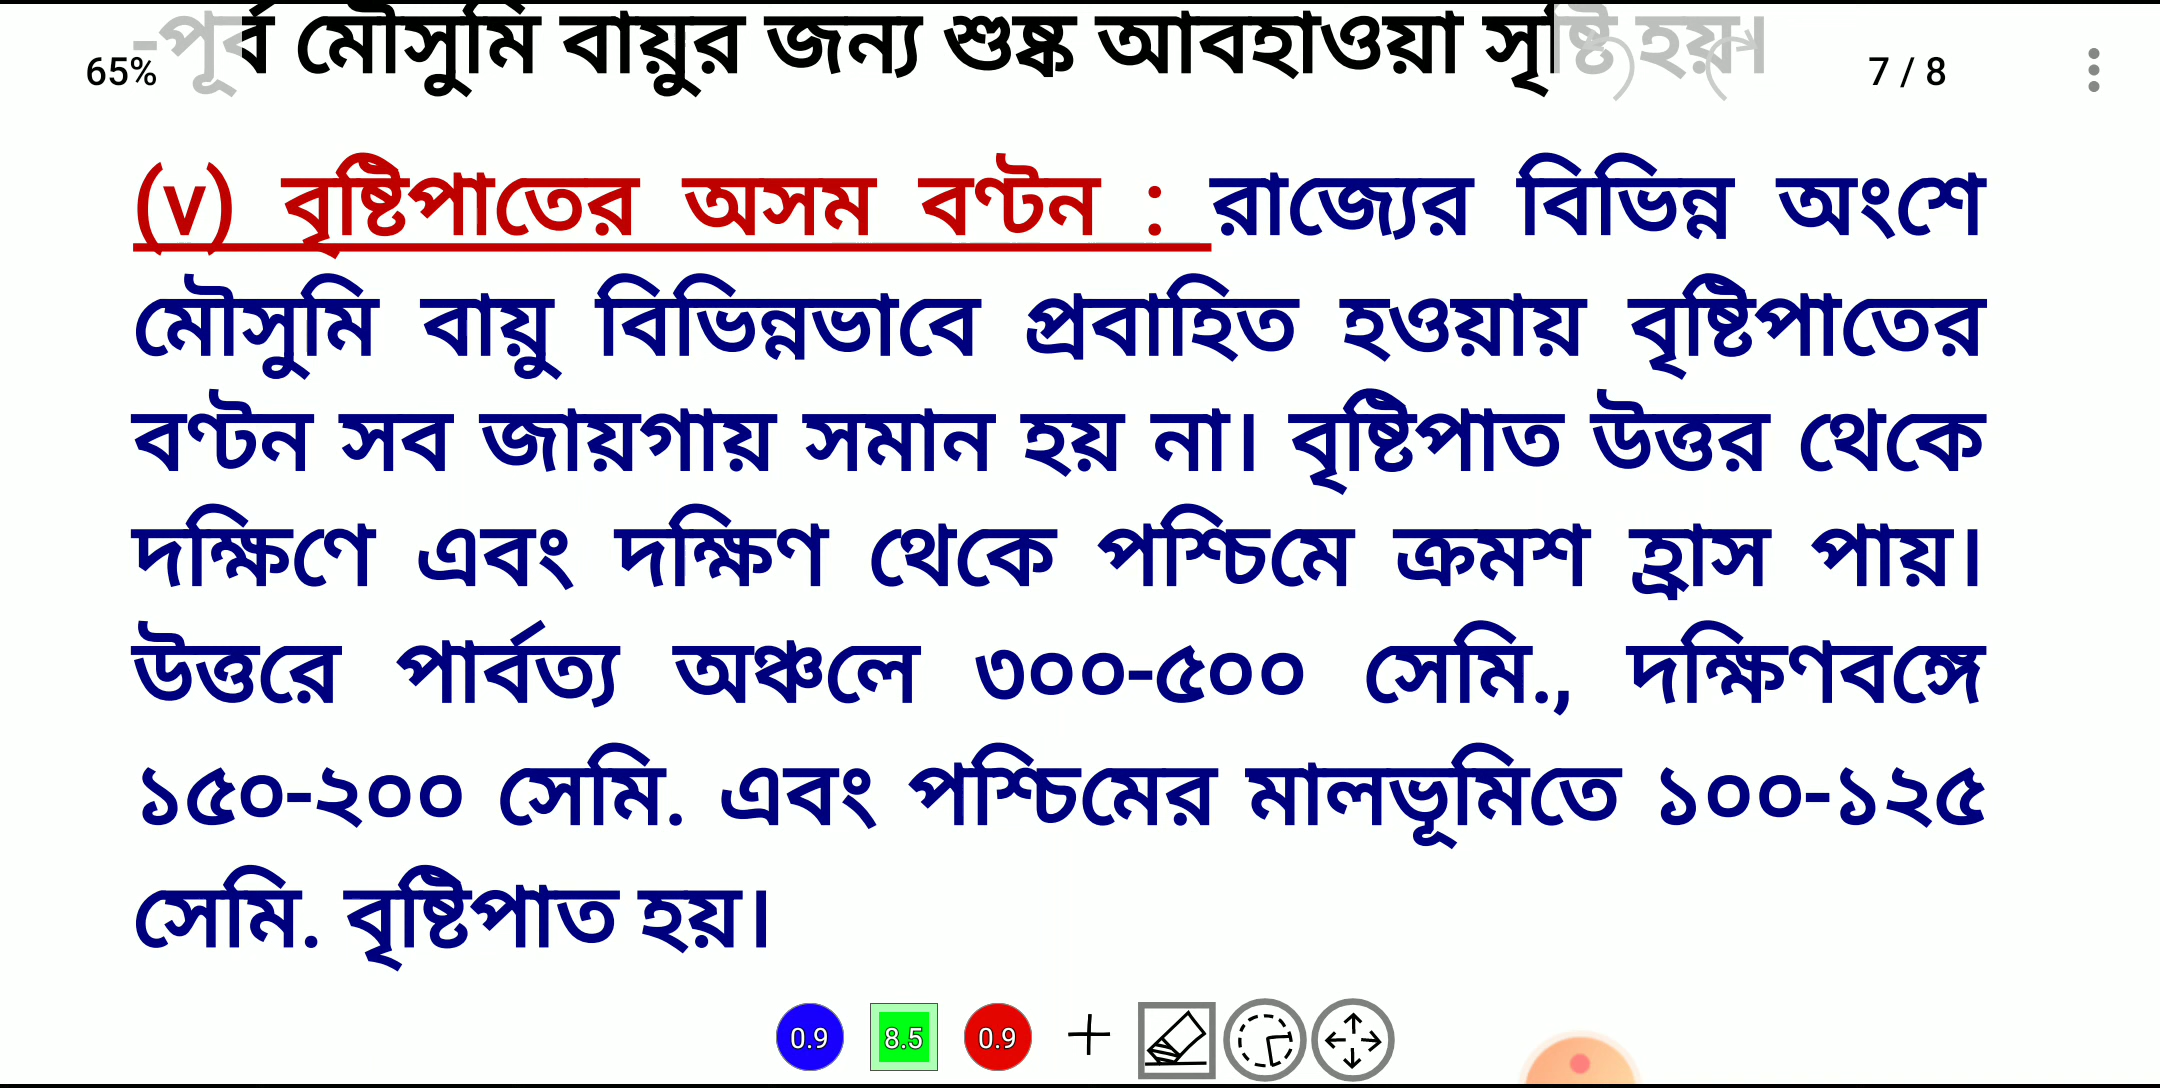 -পূর্ব মৌসুমি বায়ুর জন্য শুষ্ক আবহাওয়া সৃষ্টি হয়।
65%
7 / 8
(v) বৃষ্টিপাতের অসম বণ্টন : রাজ্যের বিভিন্ন অংশে
মৌসুমি বায়ু বিভিন্নভাবে প্রবাহিত হওয়ায় বৃষ্টিপাতের
বণ্টন সব জায়গায় সমান হয় না। বৃষ্টিপাত উত্তর থেকে
দক্ষিণে এবং দক্ষিণ থেকে পশ্চিমে ক্রমশ হ্রাস পায়।
উত্তরে পার্বত্য অঞ্চলে ৩০০-৫০০ সেমি., দক্ষিণবঙ্গে
১৫০-২০০ সেমি. এবং পশ্চিমের মালভূমিতে ১০০-১২৫
সেমি. বৃষ্টিপাত হয়।
0.9 8.5 0.9